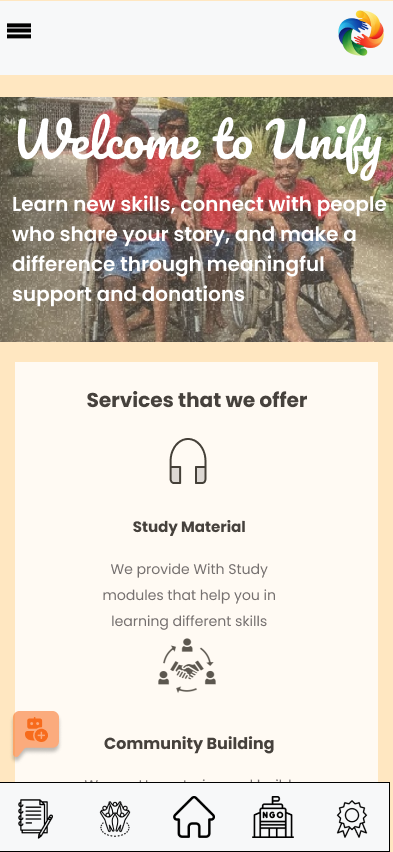 Welcome to Unify
Learn new skills, connect with people
who share your story, and make a
difference through meaningful
support and donations
Services that we offer
Study Material
We provide With Study
modules that help you in
learning different skills
Community Building
NGO